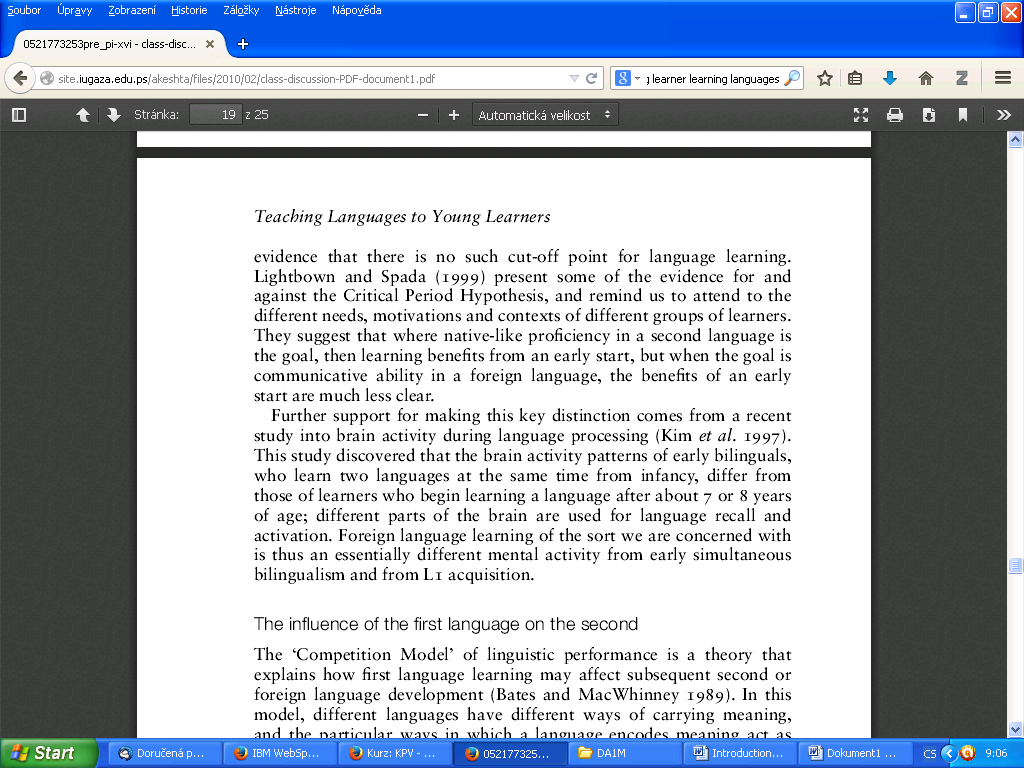 Soubor Úpravy Zobrazení Historie Záložky Nástroje Nápověda
0521773253pre_pi-xvi - class-disc...
site.iugaza.edu.ps/akeshta/files/2010/02/class-discussion-PDF-document1.pdf
learner learning languages
Stránka: 19 z 25
Automatická velikost
Teaching Languages to Young Learners
evidence that there is no such cut-off point for language learning.
Lightbown and Spada (1999) present some of the evidence for and
against the Critical Period Hypothesis, and remind us to attend to the
different needs, motivations and contexts of different groups of learners.
They suggest that where native-like proficiency in a second language is
the goal, then learning benefits from an early start, but when the goal is
communicative ability in a foreign language, the benefits of an early
start are much less clear.
Further support for making this key distinction comes from a recent
study into brain activity during language processing (Kim et al. 1997).
This study discovered that the brain activity patterns of early bilinguals,
who learn two languages at the same time from infancy, differ from
those of learners who begin learning a language after about 7 or 8 years
of age; different parts of the brain are used for language recall and
activation. Foreign language learning of the sort we are concerned with
is thus an essentially different mental activity from early simultaneous
bilingualism and from L1 acquisition.
The influence of the first language on the second
The ‘Competition Model’ of linguistic performance is a theory that
explains how first language learning may affect subsequent second or
foreign language development (Bates and MacWhinney 1989). In this
model, different languages have different ways of carrying meaning,
and the particular ways in which a language encodes meaning act as
Start Doručená p... IBM WebSp... Kurz: KPV - ... 052177325... DA1M Introduction... Dokument1 ... CS 9:06